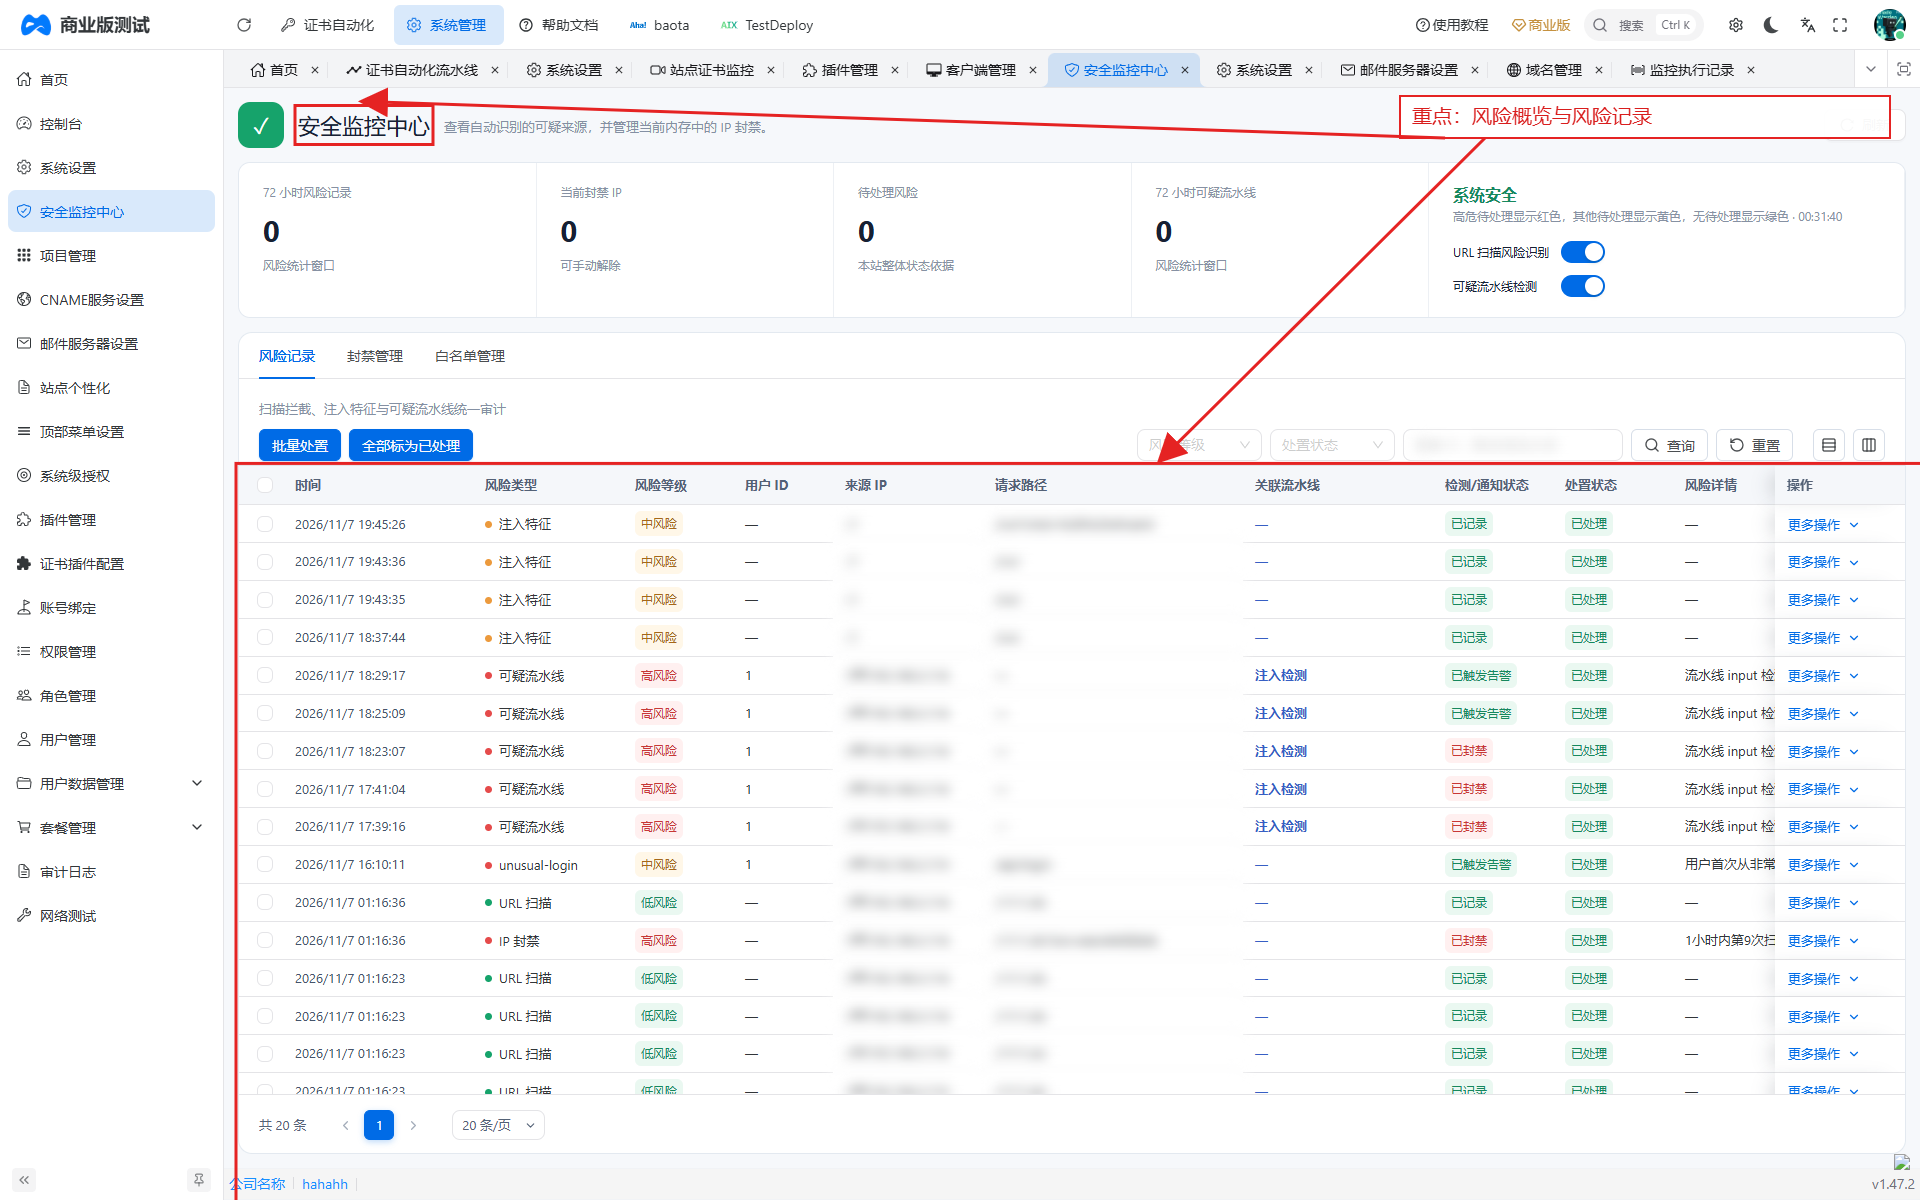 商业版测试
证书自动化
系统管理
帮助文档
Aha! baota
AIX TestDeploy
使用教程
商业版
搜索 Ctrl K
首页
证书自动化流水线
系统设置
站点证书监控
插件管理
客户端管理
安全监控中心
系统设置
邮件服务器设置
域名管理
监控执行记录
首页
控制台
系统设置
安全监控中心
项目管理
CNAME服务设置
邮件服务器设置
站点个性化
顶部菜单设置
系统级授权
插件管理
证书插件配置
账号绑定
权限管理
角色管理
用户管理
用户数据管理
套餐管理
审计日志
网络测试
安全监控中心 查看自动识别的可疑来源，并管理当前内存中的 IP 封禁。
重点：风险概览与风险记录
72 小时风险记录
0
风险统计窗口
当前封禁 IP
0
可手动解除
待处理风险
0
本站整体状态依据
72 小时可疑流水线
0
风险统计窗口
系统安全
高危待处理显示红色，其他待处理显示黄色，无待处理显示绿色 · 00:31:40
URL 扫描风险识别
可疑流水线检测
风险记录 封禁管理 白名单管理
扫描拦截、注入特征与可疑流水线统一审计
批量处置 全部标为已处理 处置状态 查询 重置
时间 风险类型 风险等级 用户 ID 来源 IP 请求路径 关联流水线 检测/通知状态 处置状态 风险详情 操作
2026/11/7 19:45:26 注入特征 中风险 — — 已记录 已处理 — 更多操作
2026/11/7 19:43:36 注入特征 中风险 — — 已记录 已处理 — 更多操作
2026/11/7 19:43:35 注入特征 中风险 — — 已记录 已处理 — 更多操作
2026/11/7 18:37:44 注入特征 中风险 — — 已记录 已处理 — 更多操作
2026/11/7 18:29:17 可疑流水线 高风险 1 注入检测 已触发告警 已处理 流水线 input 检 更多操作
2026/11/7 18:25:09 可疑流水线 高风险 1 注入检测 已触发告警 已处理 流水线 input 检 更多操作
2026/11/7 18:23:07 可疑流水线 高风险 1 注入检测 已封禁 已处理 流水线 input 检 更多操作
2026/11/7 17:41:04 可疑流水线 高风险 1 注入检测 已封禁 已处理 流水线 input 检 更多操作
2026/11/7 17:39:16 可疑流水线 高风险 1 注入检测 已封禁 已处理 流水线 input 检 更多操作
2026/11/7 16:10:11 unusual-login 中风险 1 — 已触发告警 已处理 用户首次从非常 更多操作
2026/11/7 01:16:36 URL 扫描 低风险 — — 已记录 已处理 — 更多操作
2026/11/7 01:16:36 IP 封禁 高风险 — — 已封禁 已处理 1小时内第9次扫 更多操作
2026/11/7 01:16:23 URL 扫描 低风险 — — 已记录 已处理 — 更多操作
2026/11/7 01:16:23 URL 扫描 低风险 — — 已记录 已处理 — 更多操作
2026/11/7 01:16:23 URL 扫描 低风险 — — 已记录 已处理 — 更多操作
2026/11/7 01:16:23 URL 扫描 低风险 — — 已记录 已处理 — 更多操作
共 20 条 1 20 条/页
公司名称 hahahh
v1.47.2